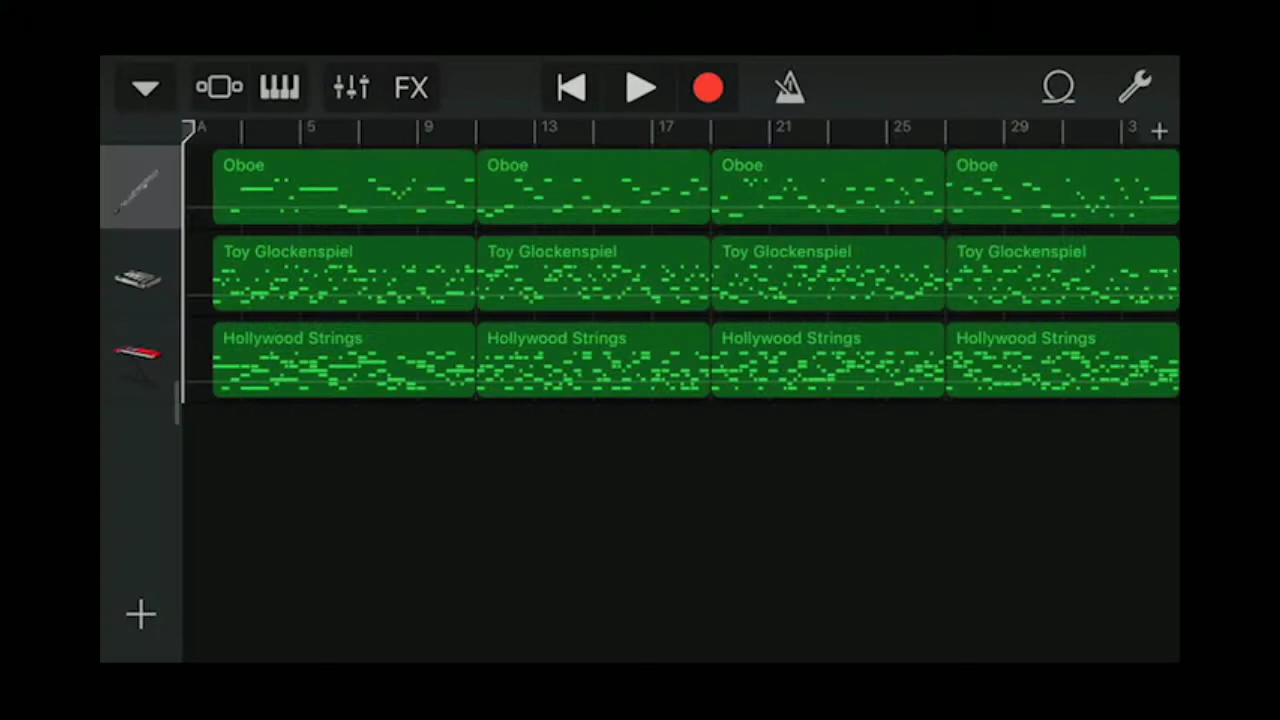 FX
A 5 9 13 17 21 25 29 3
Oboe Oboe Oboe Oboe
Toy Glockenspiel Toy Glockenspiel Toy Glockenspiel Toy Glockenspiel
Hollywood Strings Hollywood Strings Hollywood Strings Hollywood Strings